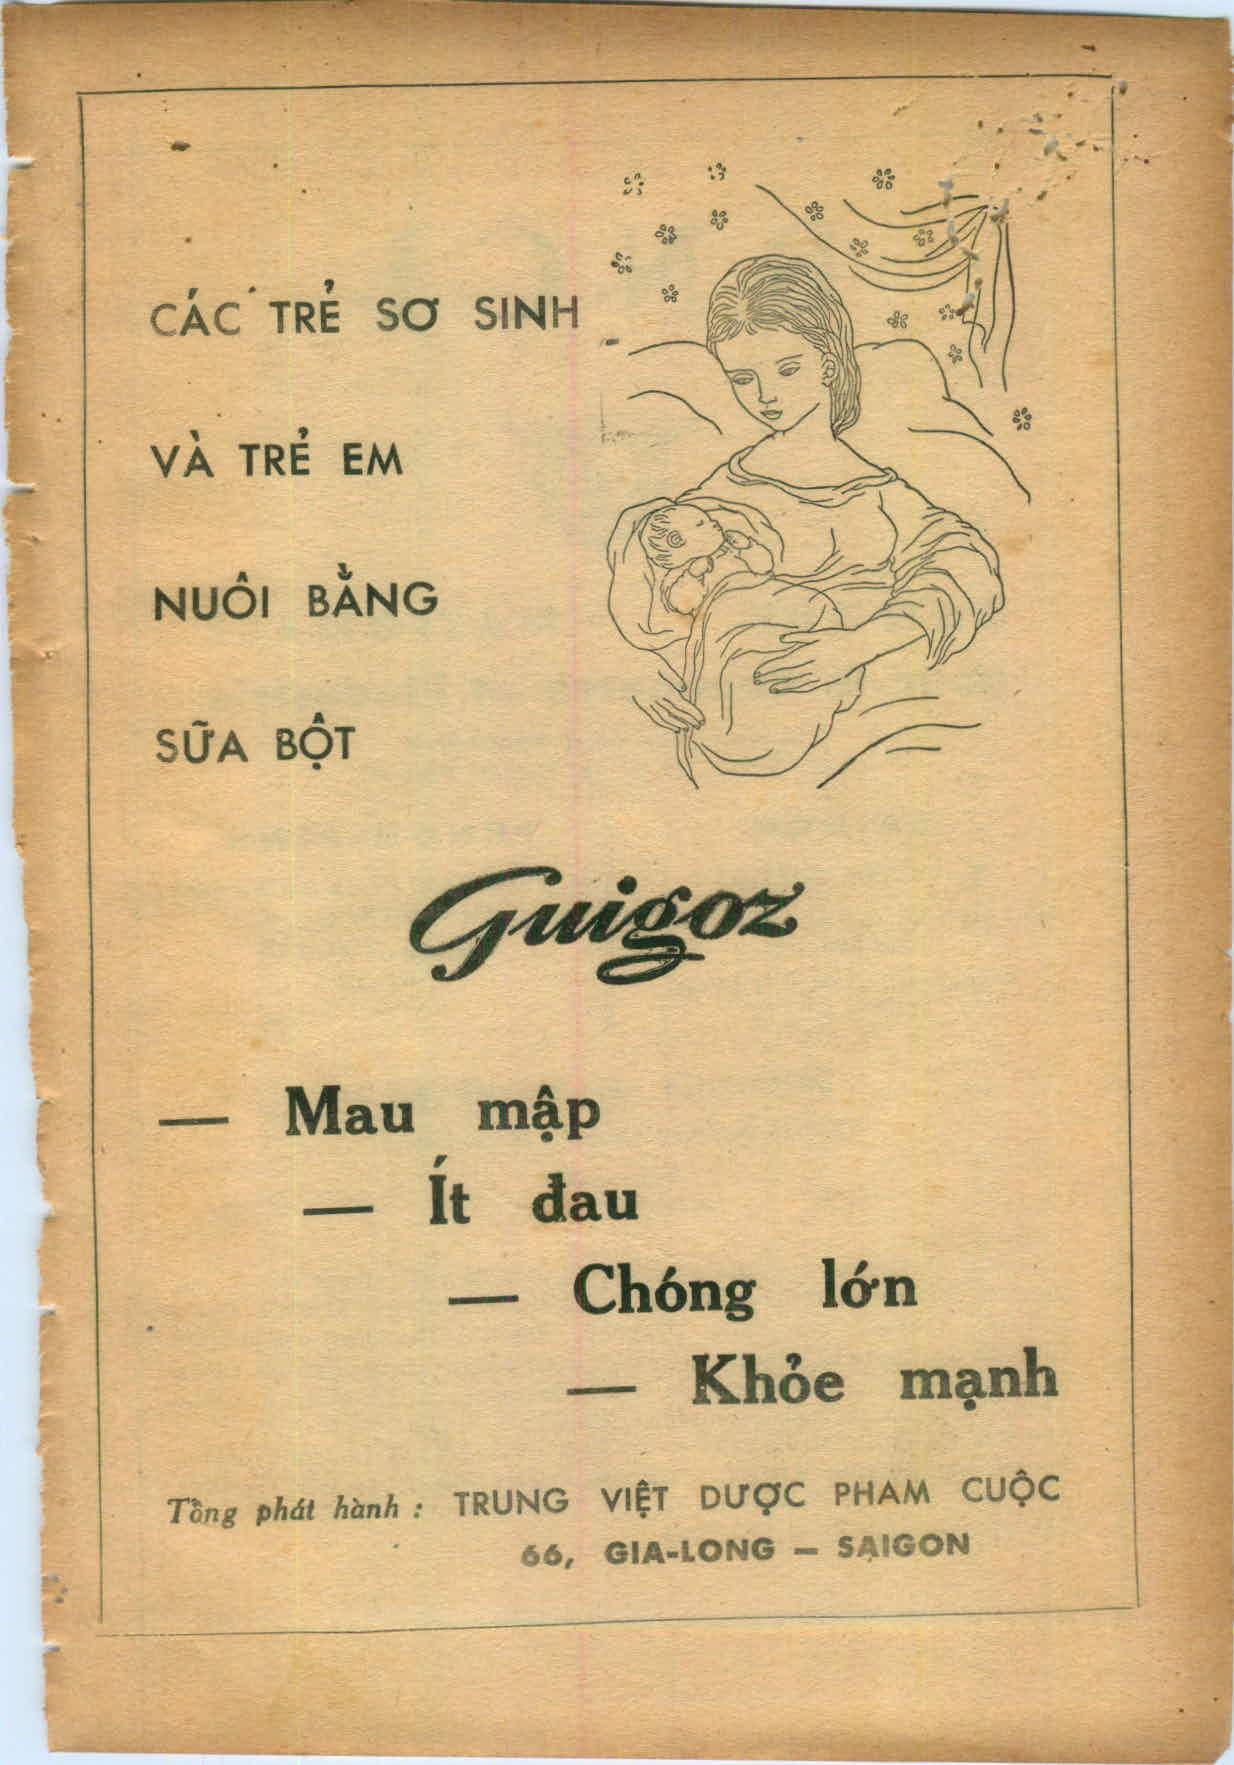 CÁC TRẺ SƠ SINH
VÀ TRẺ EM
NUÔI BẰNG
SỮA BỘT
Guigoz
— Mau mập
— Ít đau
— Chóng lớn
— Khỏe mạnh
Tổng phát hành : TRUNG VIỆT DƯỢC PHAM CUỘC
66, GIA-LONG — SAIGON